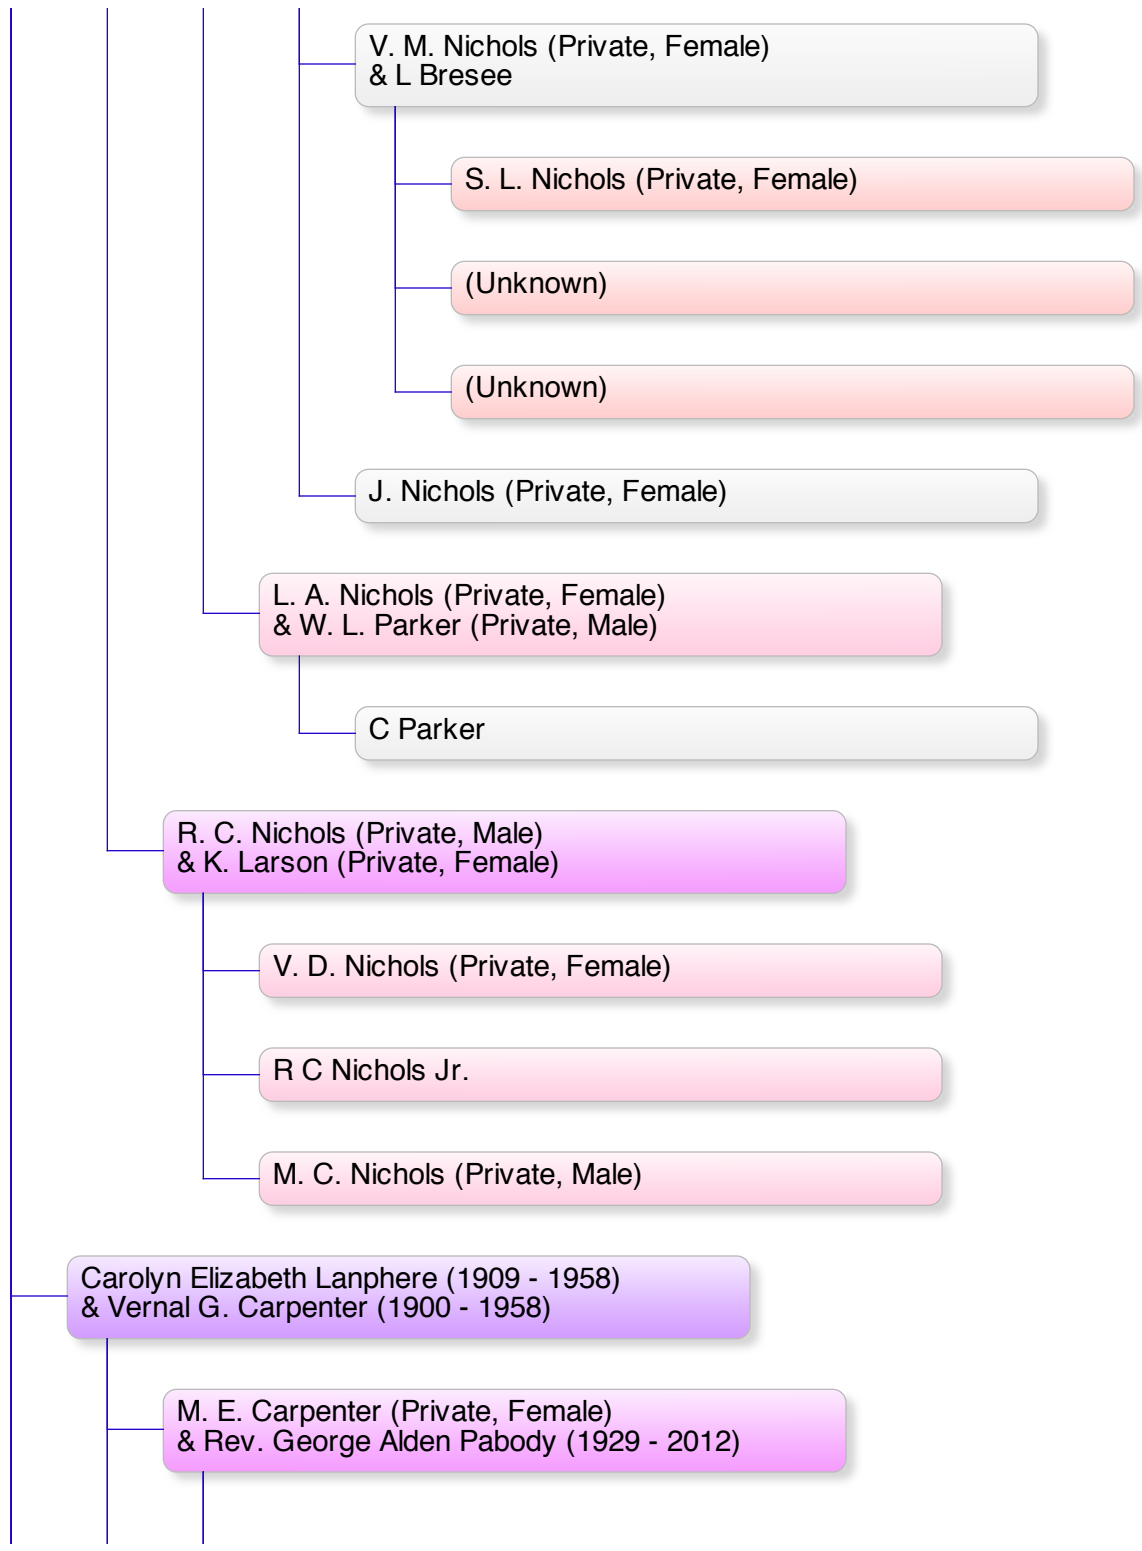 V. M. Nichols (Private, Female)
& L Bresee
S. L. Nichols (Private, Female)
(Unknown)
(Unknown)
J. Nichols (Private, Female)
L. A. Nichols (Private, Female)
& W. L. Parker (Private, Male)
C Parker
R. C. Nichols (Private, Male)
& K. Larson (Private, Female)
V. D. Nichols (Private, Female)
R C Nichols Jr.
M. C. Nichols (Private, Male)
Carolyn Elizabeth Lanphere (1909 - 1958)
& Vernal G. Carpenter (1900 - 1958)
M. E. Carpenter (Private, Female)
& Rev. George Alden Pabody (1929 - 2012)